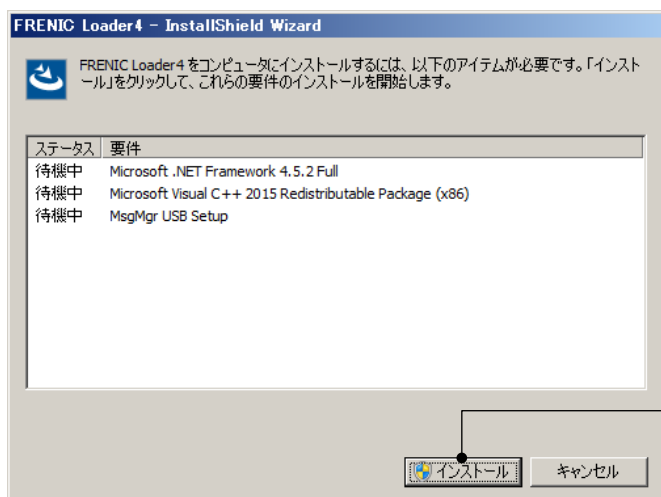 FRENIC Loader4 - InstallShield Wizard
FRENIC Loader4 をコンピュータにインストールするには、以下のアイテムが必要です。「インスト
ール」をクリックして、これらの要件のインストールを開始します。
ステータス 要件
待機中 Microsoft .NET Framework 4.5.2 Full
待機中 Microsoft Visual C++ 2015 Redistributable Package (x86)
待機中 MsgMgr USB Setup
インストール キャンセル